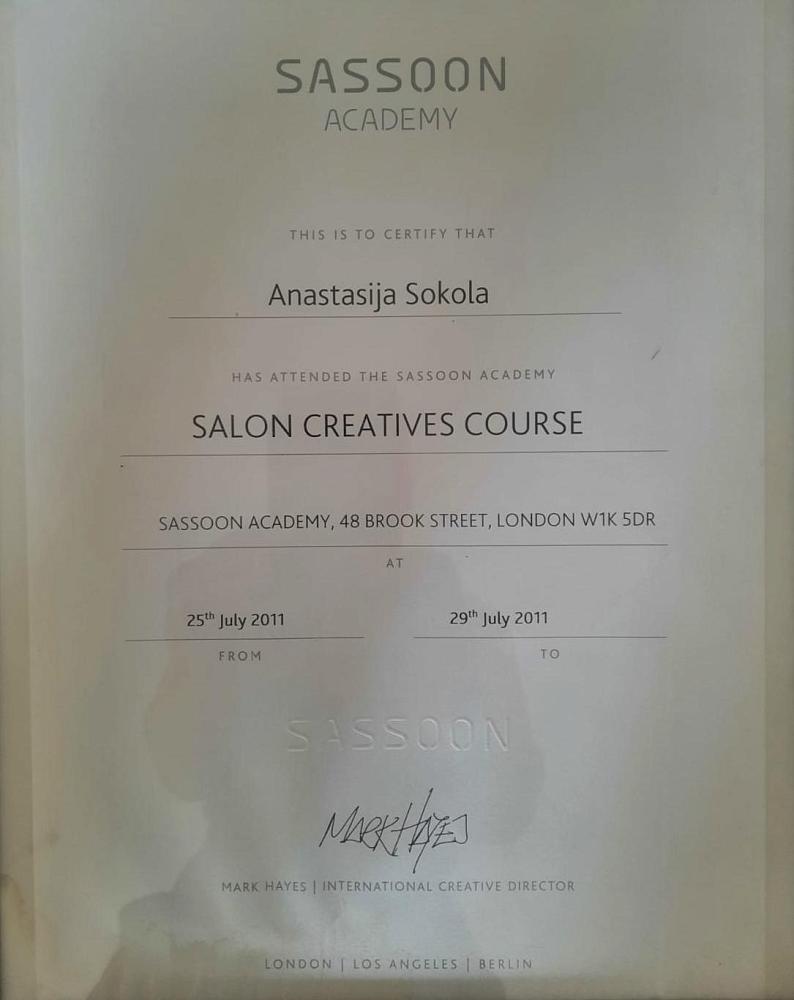 SASSOON
ACADEMY
THIS IS TO CERTIFY THAT
Anastasija Sokola
HAS ATTENDED THE SASSOON ACADEMY
SALON CREATIVES COURSE
SASSOON ACADEMY, 48 BROOK STREET, LONDON W1K 5DR
AT
25th July 2011 29th July 2011
FROM TO
SASSOON
MARK HAYES
MARK HAYES | INTERNATIONAL CREATIVE DIRECTOR
LONDON | LOS ANGELES | BERLIN